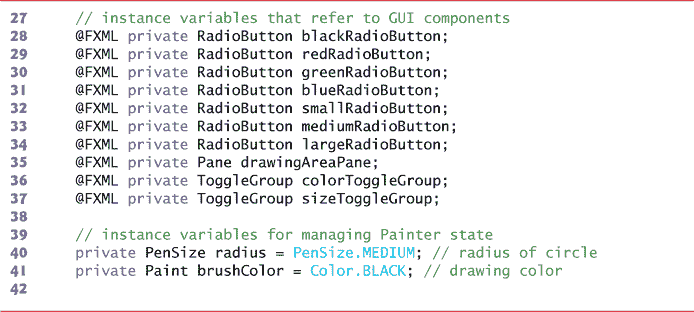 27 // instance variables that refer to GUI components
28 @FXML private RadioButton blackRadioButton;
29 @FXML private RadioButton redRadioButton;
30 @FXML private RadioButton greenRadioButton;
31 @FXML private RadioButton blueRadioButton;
32 @FXML private RadioButton smallRadioButton;
33 @FXML private RadioButton mediumRadioButton;
34 @FXML private RadioButton largeRadioButton;
35 @FXML private Pane drawingAreaPane;
36 @FXML private ToggleGroup colorToggleGroup;
37 @FXML private ToggleGroup sizeToggleGroup;
38
39 // instance variables for managing Painter state
40 private PenSize radius = PenSize.MEDIUM; // radius of circle
41 private Paint brushColor = Color.BLACK; // drawing color
42